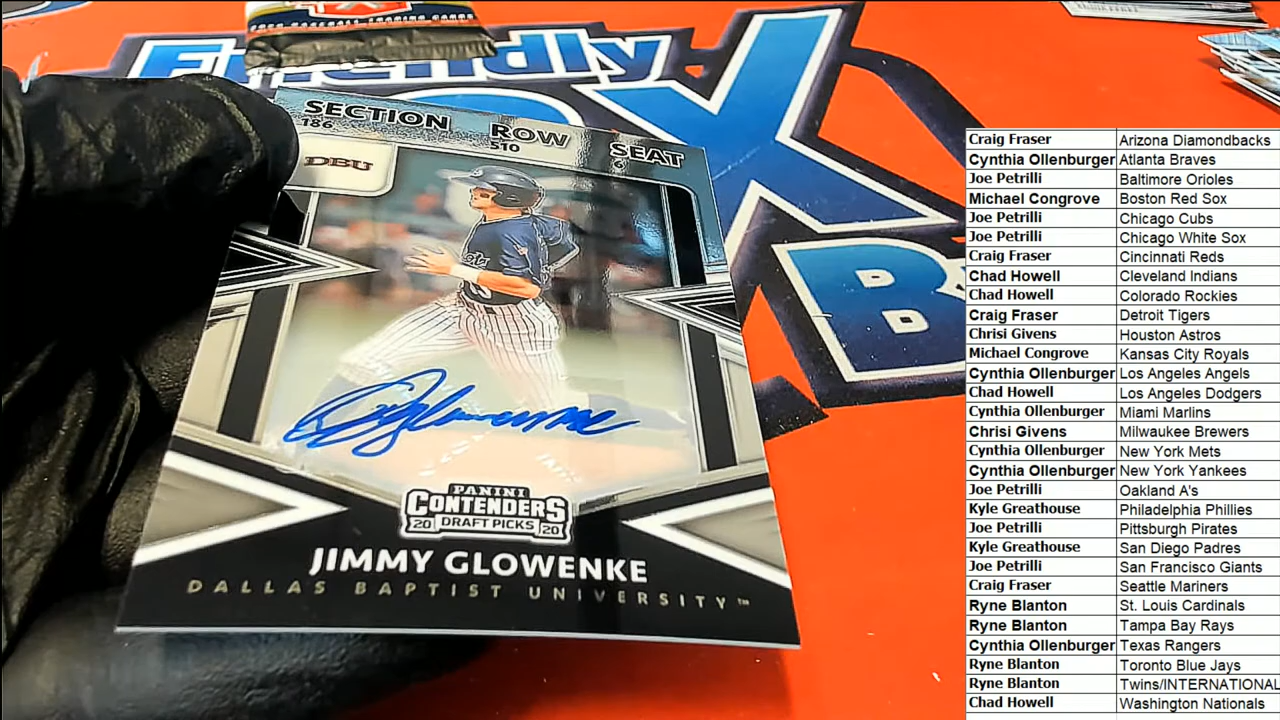 Friendly
BOX
SECTION ROW SEAT
186 510 6
DBU
PANINI
CONTENDERS
20 DRAFT PICKS 20
JIMMY GLOWENKE
DALLAS BAPTIST UNIVERSITY™
Craig Fraser Arizona Diamondbacks
Cynthia Ollenburger Atlanta Braves
Joe Petrilli Baltimore Orioles
Michael Congrove Boston Red Sox
Joe Petrilli Chicago Cubs
Joe Petrilli Chicago White Sox
Craig Fraser Cincinnati Reds
Chad Howell Cleveland Indians
Chad Howell Colorado Rockies
Craig Fraser Detroit Tigers
Chrisi Givens Houston Astros
Michael Congrove Kansas City Royals
Cynthia Ollenburger Los Angeles Angels
Chad Howell Los Angeles Dodgers
Cynthia Ollenburger Miami Marlins
Chrisi Givens Milwaukee Brewers
Cynthia Ollenburger New York Mets
Cynthia Ollenburger New York Yankees
Joe Petrilli Oakland A's
Kyle Greathouse Philadelphia Phillies
Joe Petrilli Pittsburgh Pirates
Kyle Greathouse San Diego Padres
Joe Petrilli San Francisco Giants
Craig Fraser Seattle Mariners
Ryne Blanton St. Louis Cardinals
Ryne Blanton Tampa Bay Rays
Cynthia Ollenburger Texas Rangers
Ryne Blanton Toronto Blue Jays
Ryne Blanton Twins/INTERNATIONAL
Chad Howell Washington Nationals